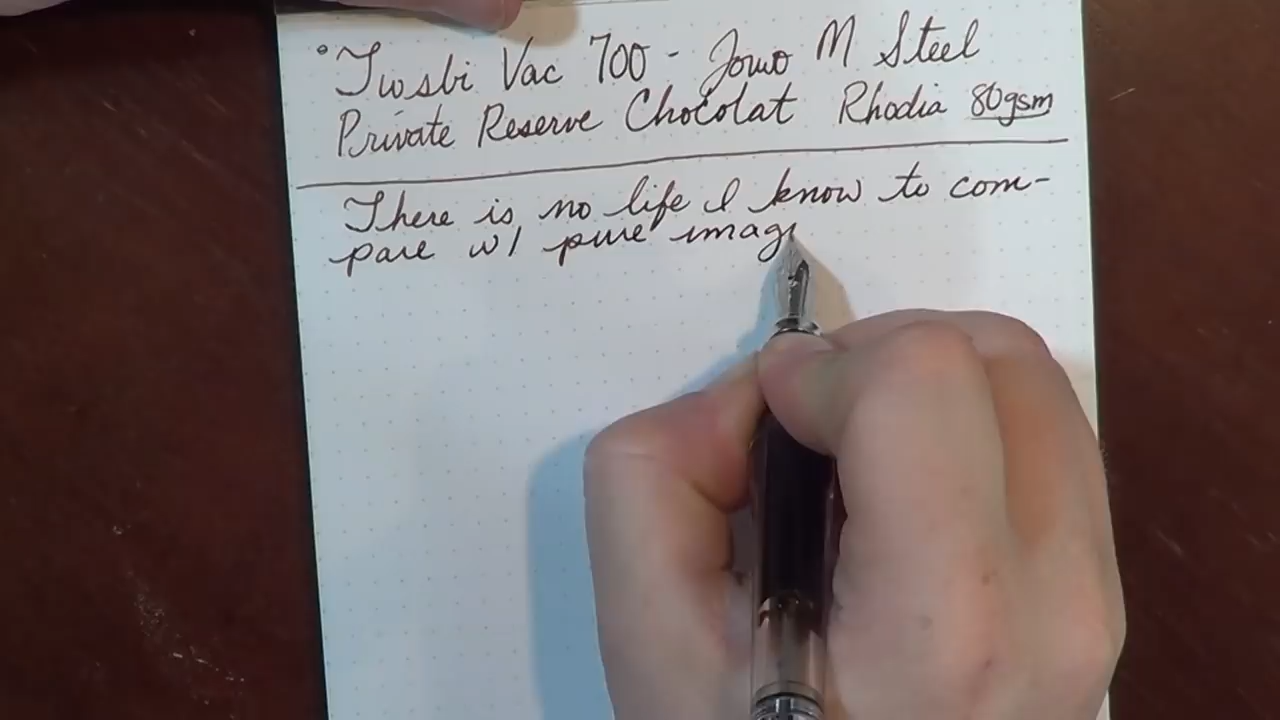 °Twsbi Vac 700 - Jowo M Steel
Private Reserve Chocolat Rhodia 80gsm
There is no life I know to com-
pare w/ pure imagi